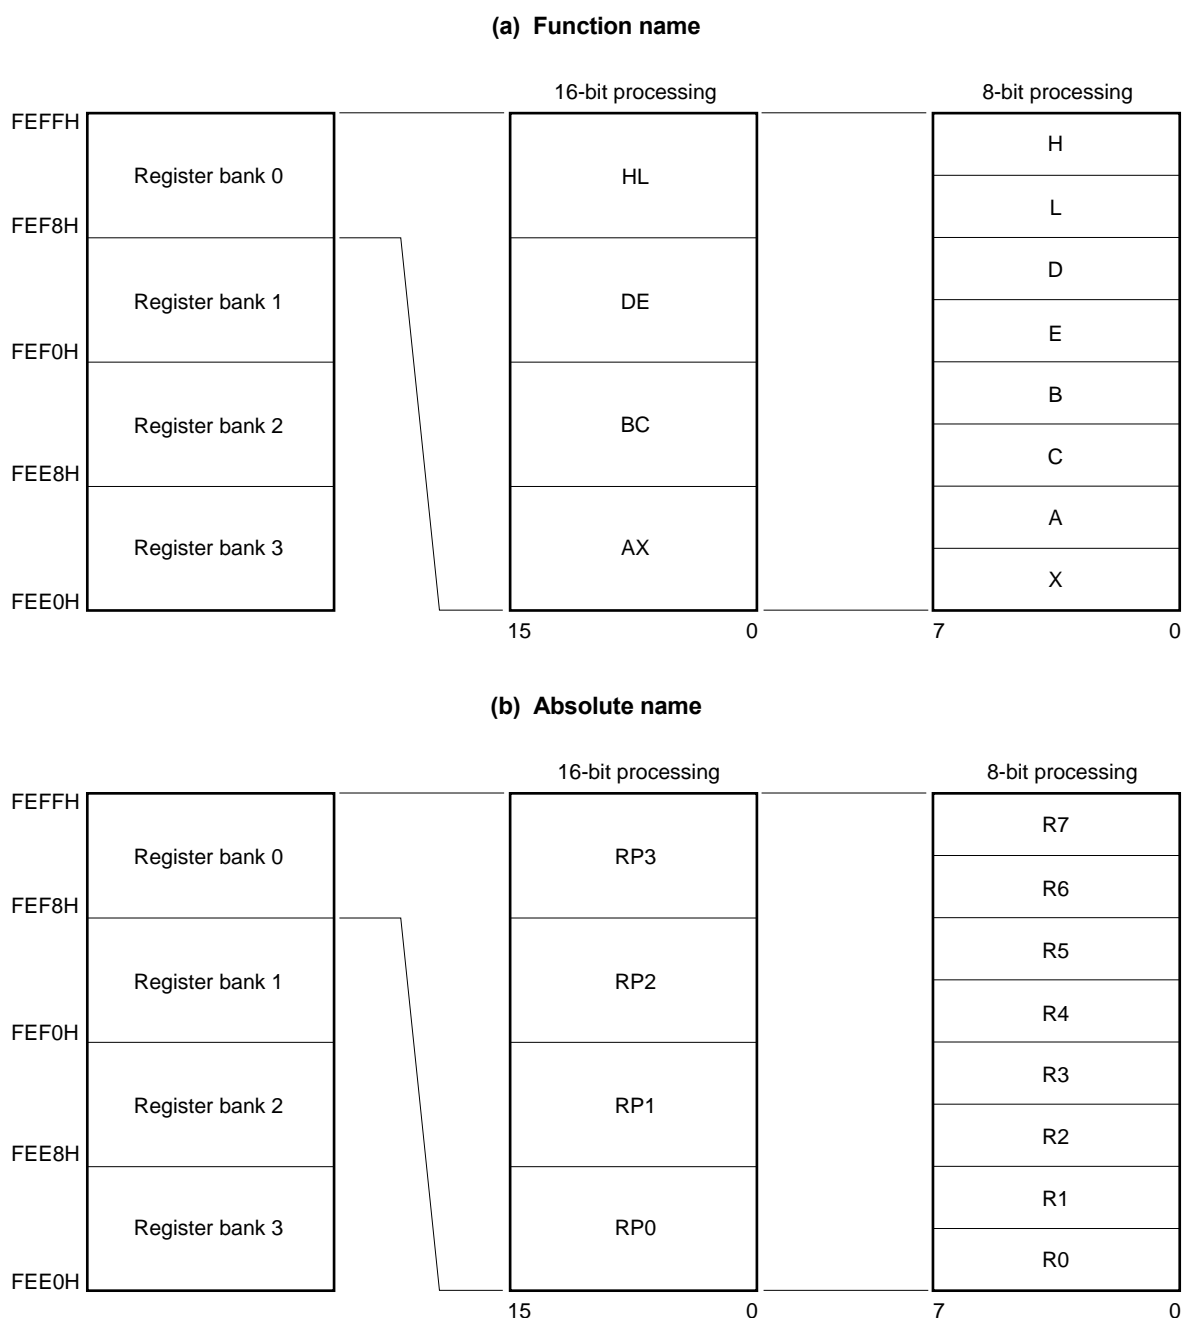 (a) Function name
16-bit processing
8-bit processing
FEFFH
H
Register bank 0
HL
L
FEF8H
D
Register bank 1
DE
E
FEF0H
B
Register bank 2
BC
C
FEE8H
A
Register bank 3
AX
X
FEE0H
15 0
7 0
(b) Absolute name
16-bit processing
8-bit processing
FEFFH
R7
Register bank 0
RP3
R6
FEF8H
R5
Register bank 1
RP2
R4
FEF0H
R3
Register bank 2
RP1
R2
FEE8H
R1
Register bank 3
RP0
R0
FEE0H
15 0
7 0